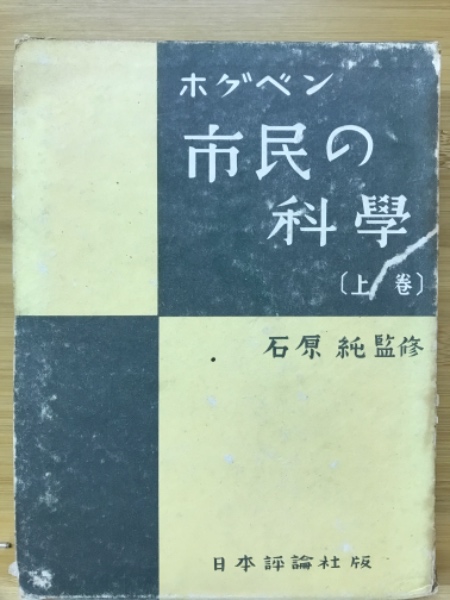 ホグベン
市民の
科學
〔上卷〕
石原純監修
日本評論社版